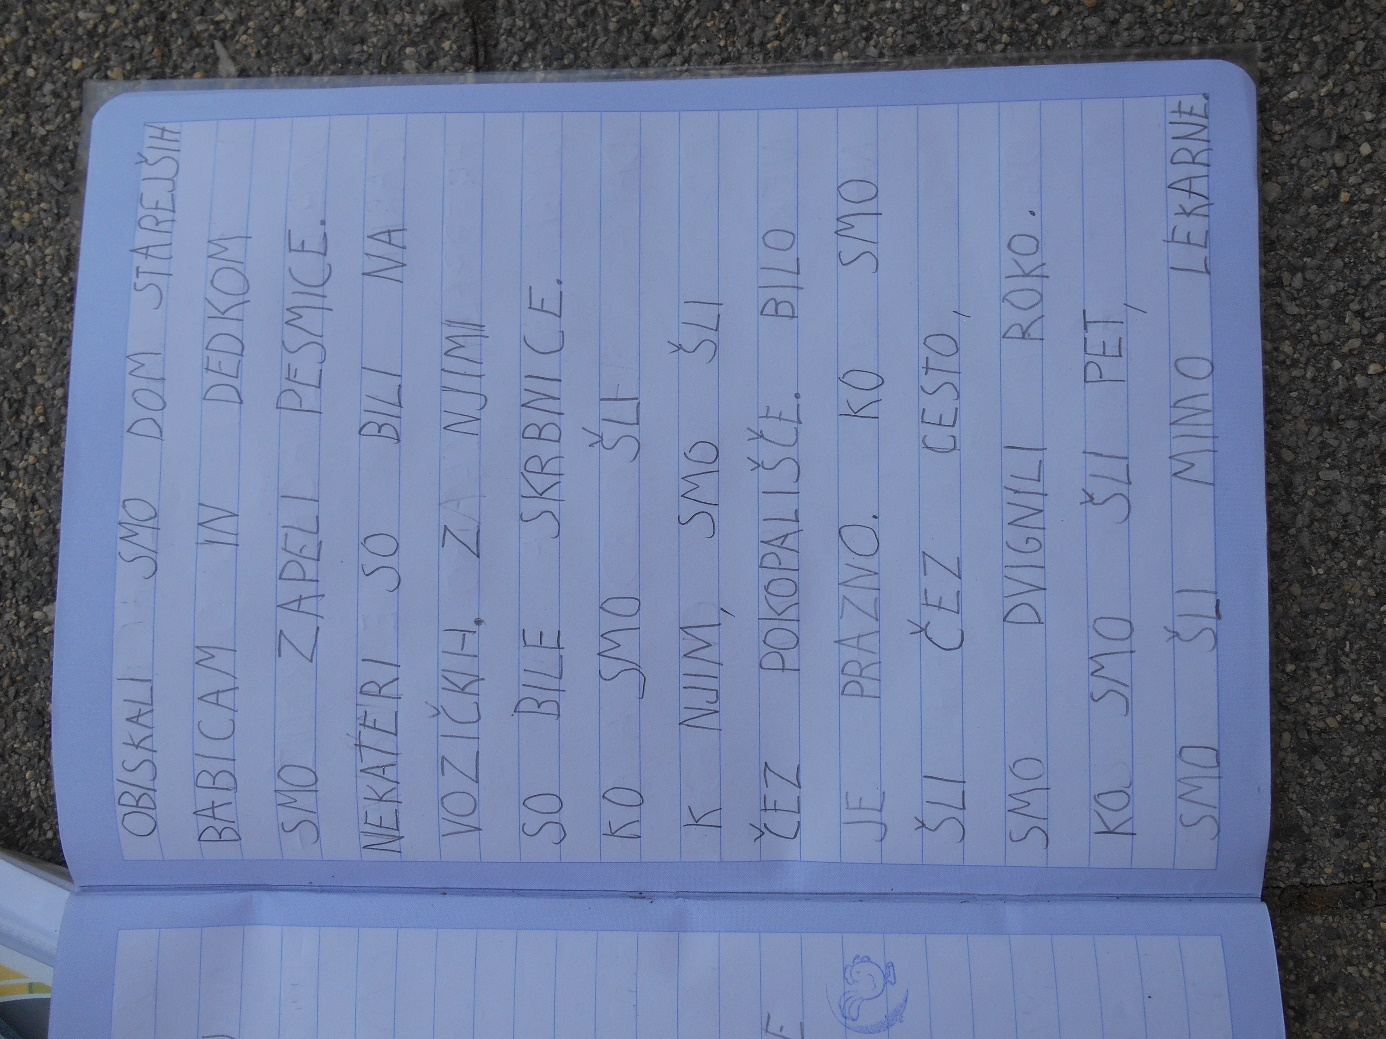 OBISKALI SMO DOM STAREJŠIH
BABICAM IN DEDKOM
SMO ZAPELI PESMICE.
NEKATERI SO BILI NA
VOZIČKIH. ZA NJIMI
SO BILE SKRBNICE.
KO SMO ŠLI
K NJIM, SMO ŠLI
ČEZ POKOPALIŠČE. BILO
JE PRAZNO. KO SMO
ŠLI ČEZ CESTO,
SMO DVIGNILI ROKO.
KO SMO ŠLI PET,
SMO ŠLI MIMO LEKARNE.